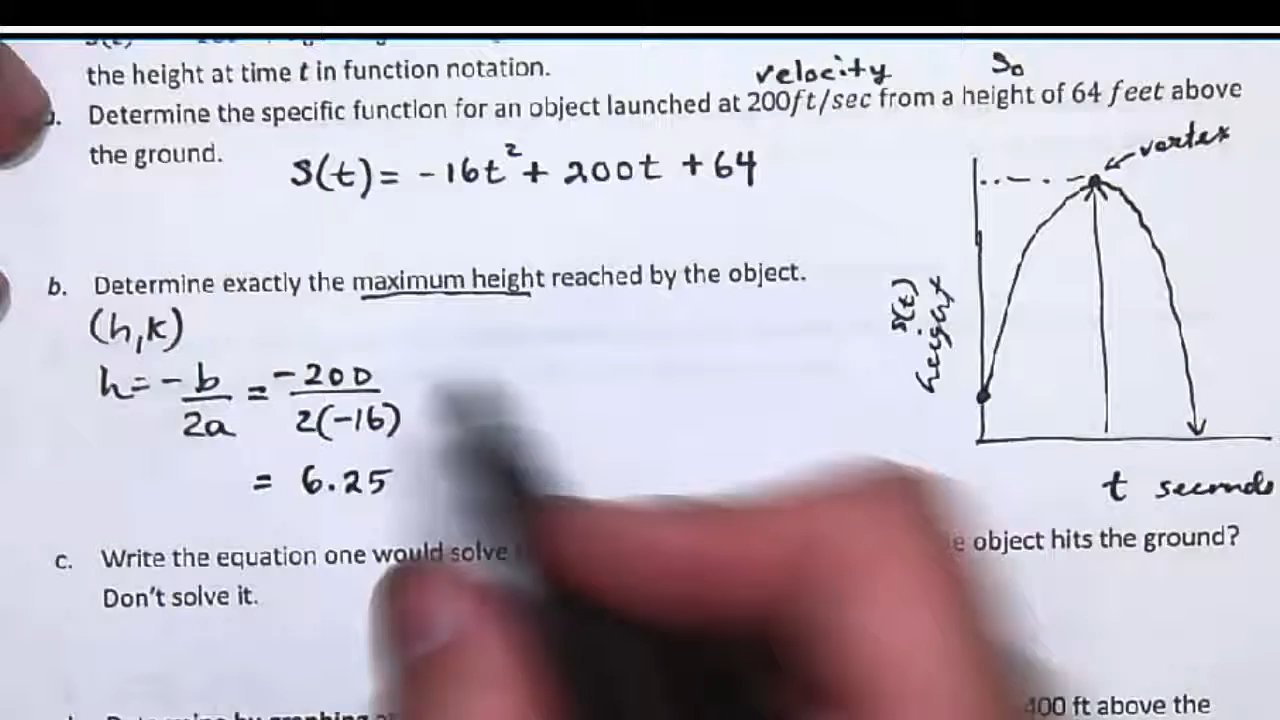 the height at time t in function notation.
velocity S₀
a. Determine the specific function for an object launched at 200ft/sec from a height of 64 feet above
the ground.
S(t) = -16t² + 200t + 64
vertex
b. Determine exactly the maximum height reached by the object.
(h,k)
h = -b/2a = -200/2(-16)
= 6.25
s(t)
height
t seconds
c. Write the equation one would solve e object hits the ground?
Don't solve it.
Determine by graphing 400 ft above the